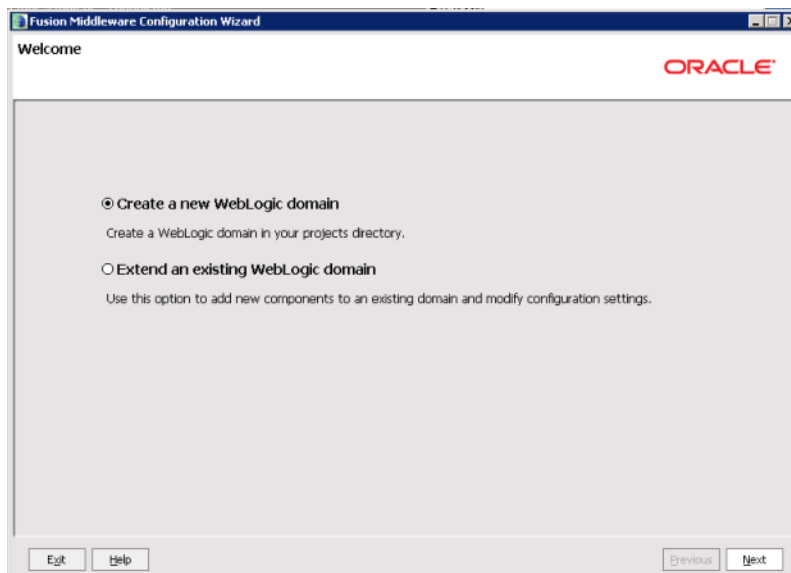 Fusion Middleware Configuration Wizard
Welcome
ORACLE
Create a new WebLogic domain
Create a WebLogic domain in your projects directory.
Extend an existing WebLogic domain
Use this option to add new components to an existing domain and modify configuration settings.
Exit Help Previous Next